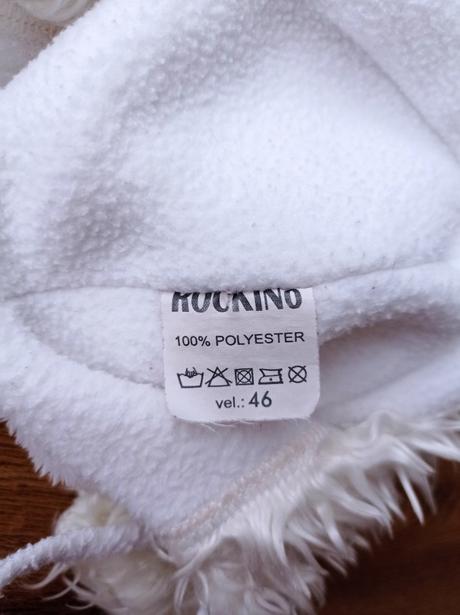 ROCKINO
100% POLYESTER
vel.: 46